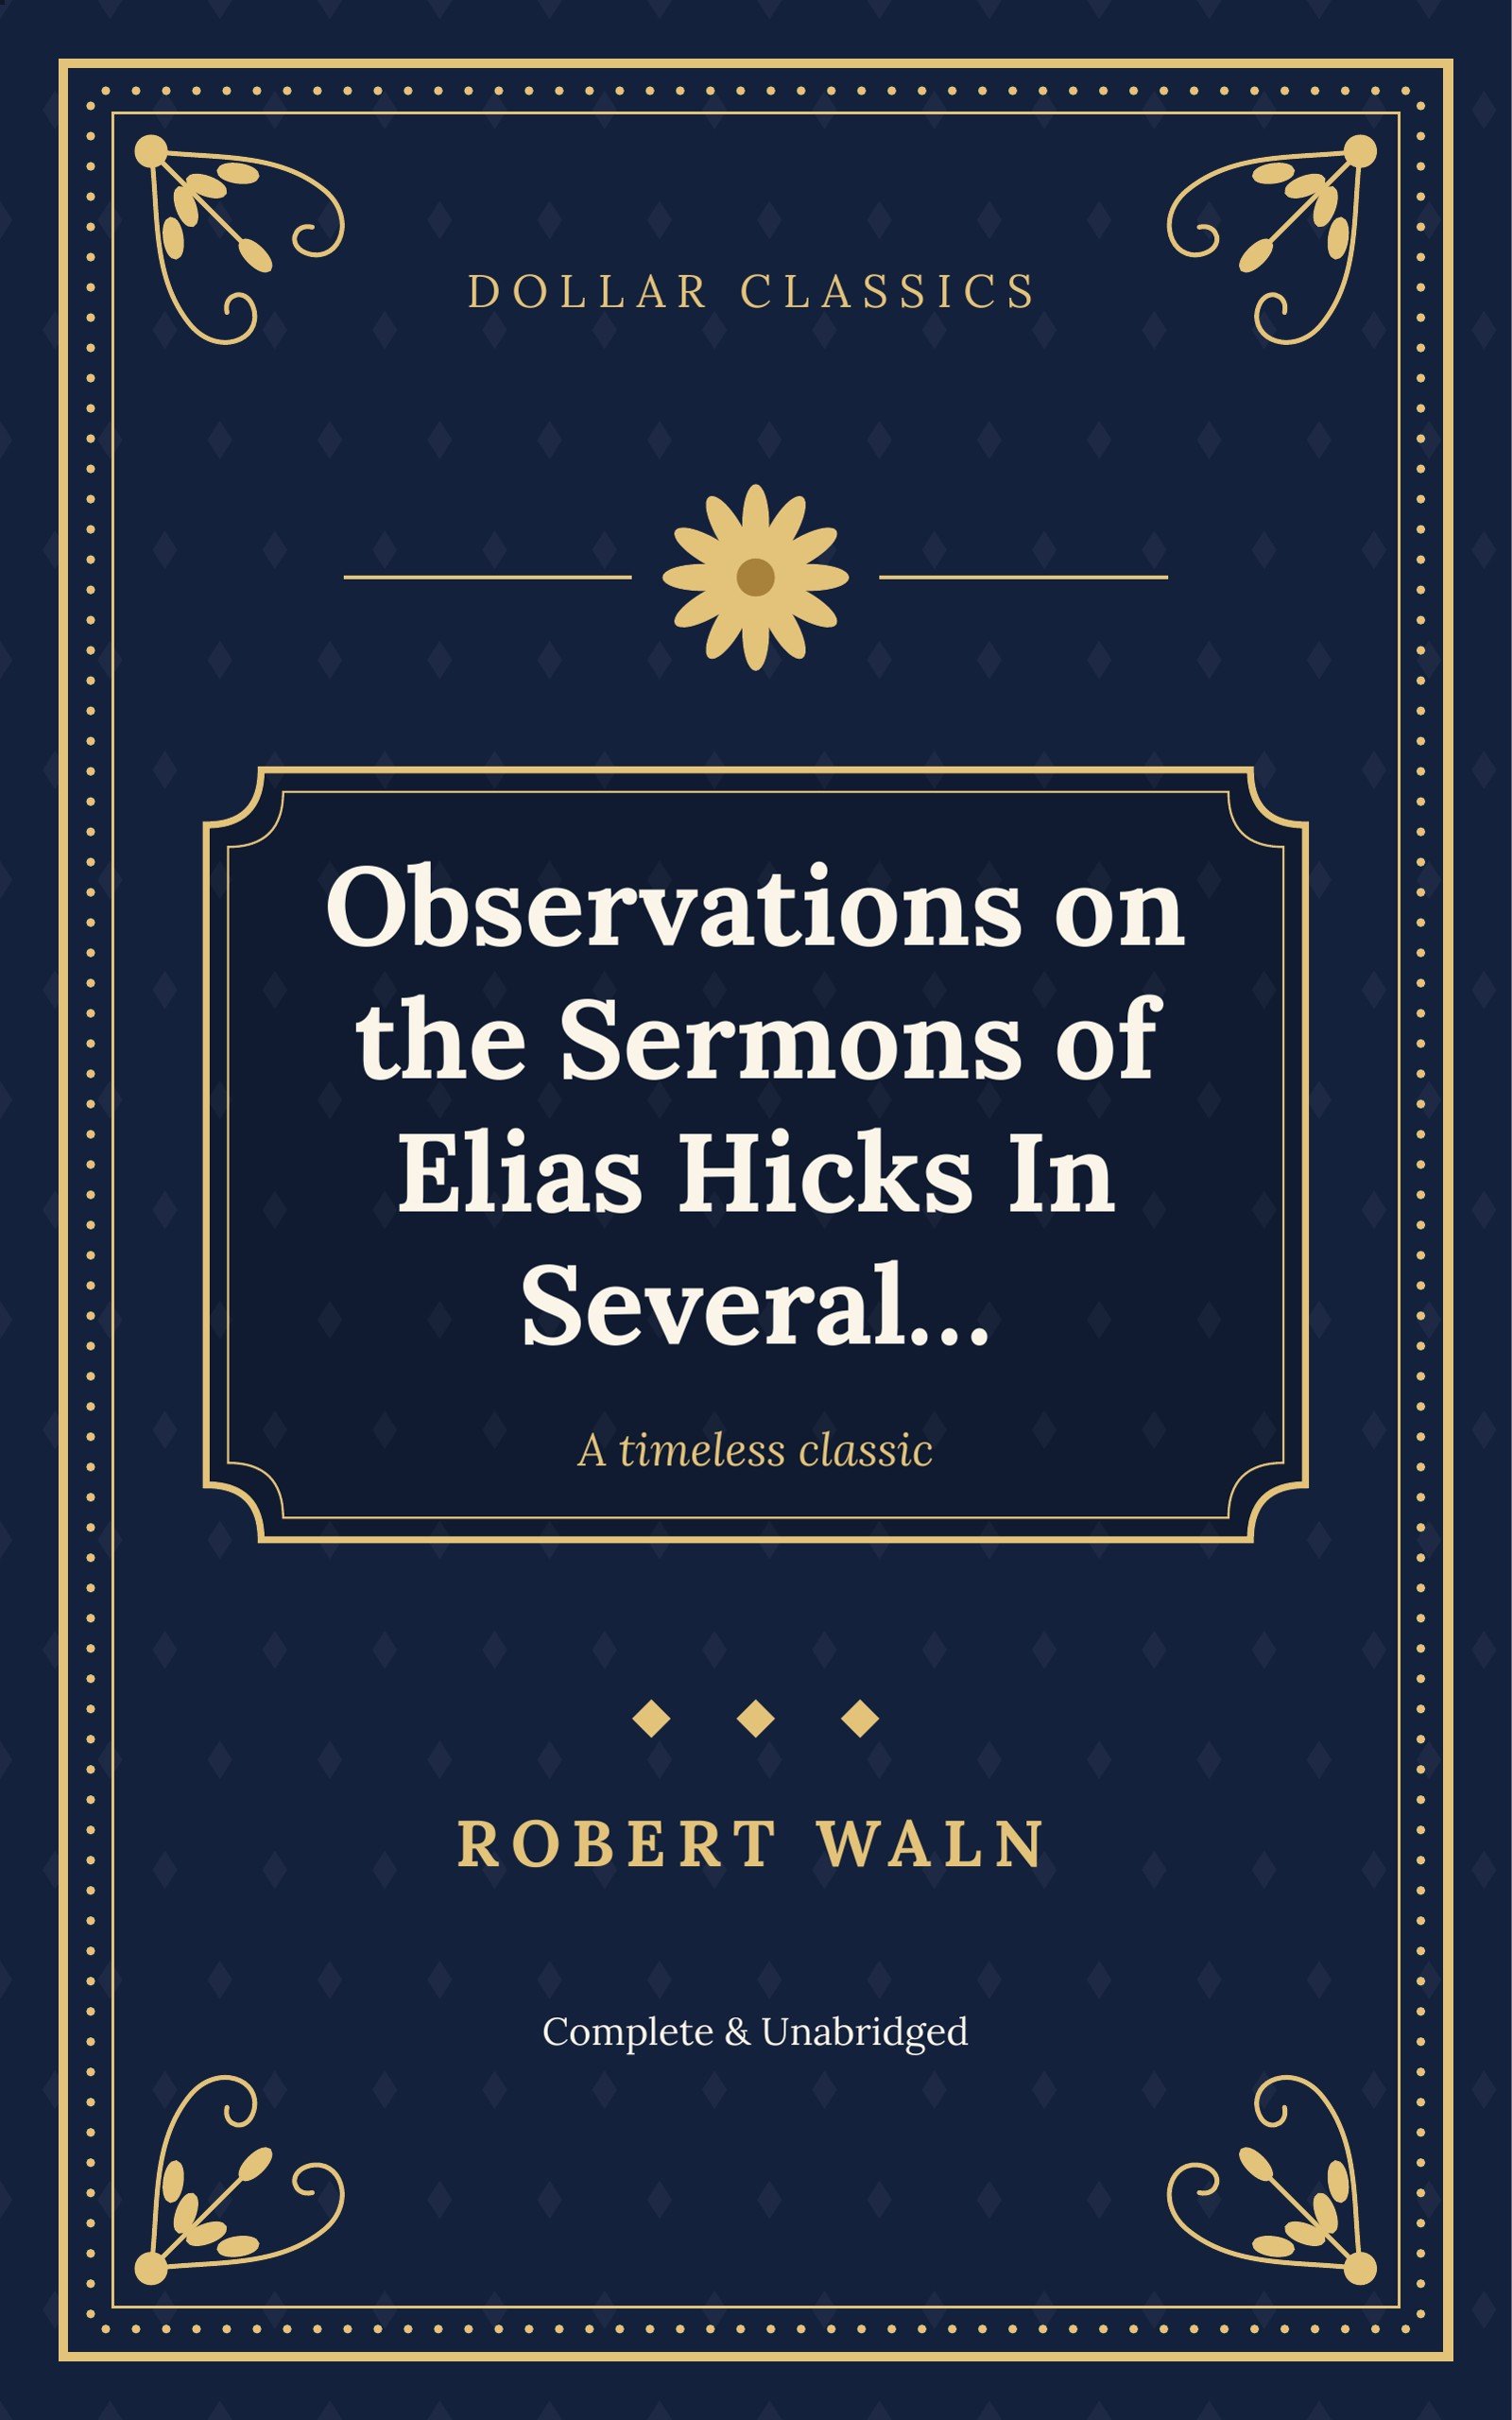 DOLLAR CLASSICS
Observations on
the Sermons of
Elias Hicks In
Several...
A timeless classic
ROBERT WALN
Complete & Unabridged